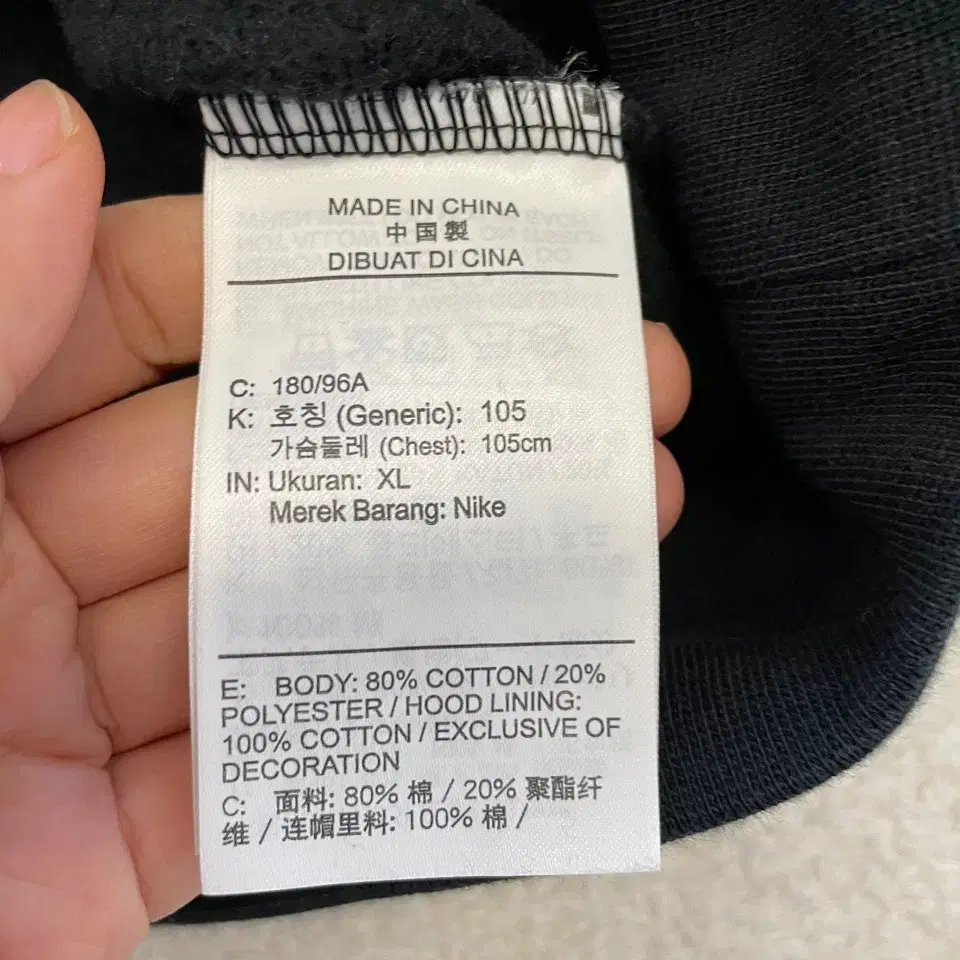 MADE IN CHINA
中国製
DIBUAT DI CINA
C: 180/96A
K: 호칭 (Generic): 105
가슴둘레 (Chest): 105cm
IN: Ukuran: XL
Merek Barang: Nike
E: BODY: 80% COTTON / 20%
POLYESTER / HOOD LINING:
100% COTTON / EXCLUSIVE OF
DECORATION
C: 面料: 80% 棉 / 20% 聚酯纤
维 / 连帽里料: 100% 棉 /